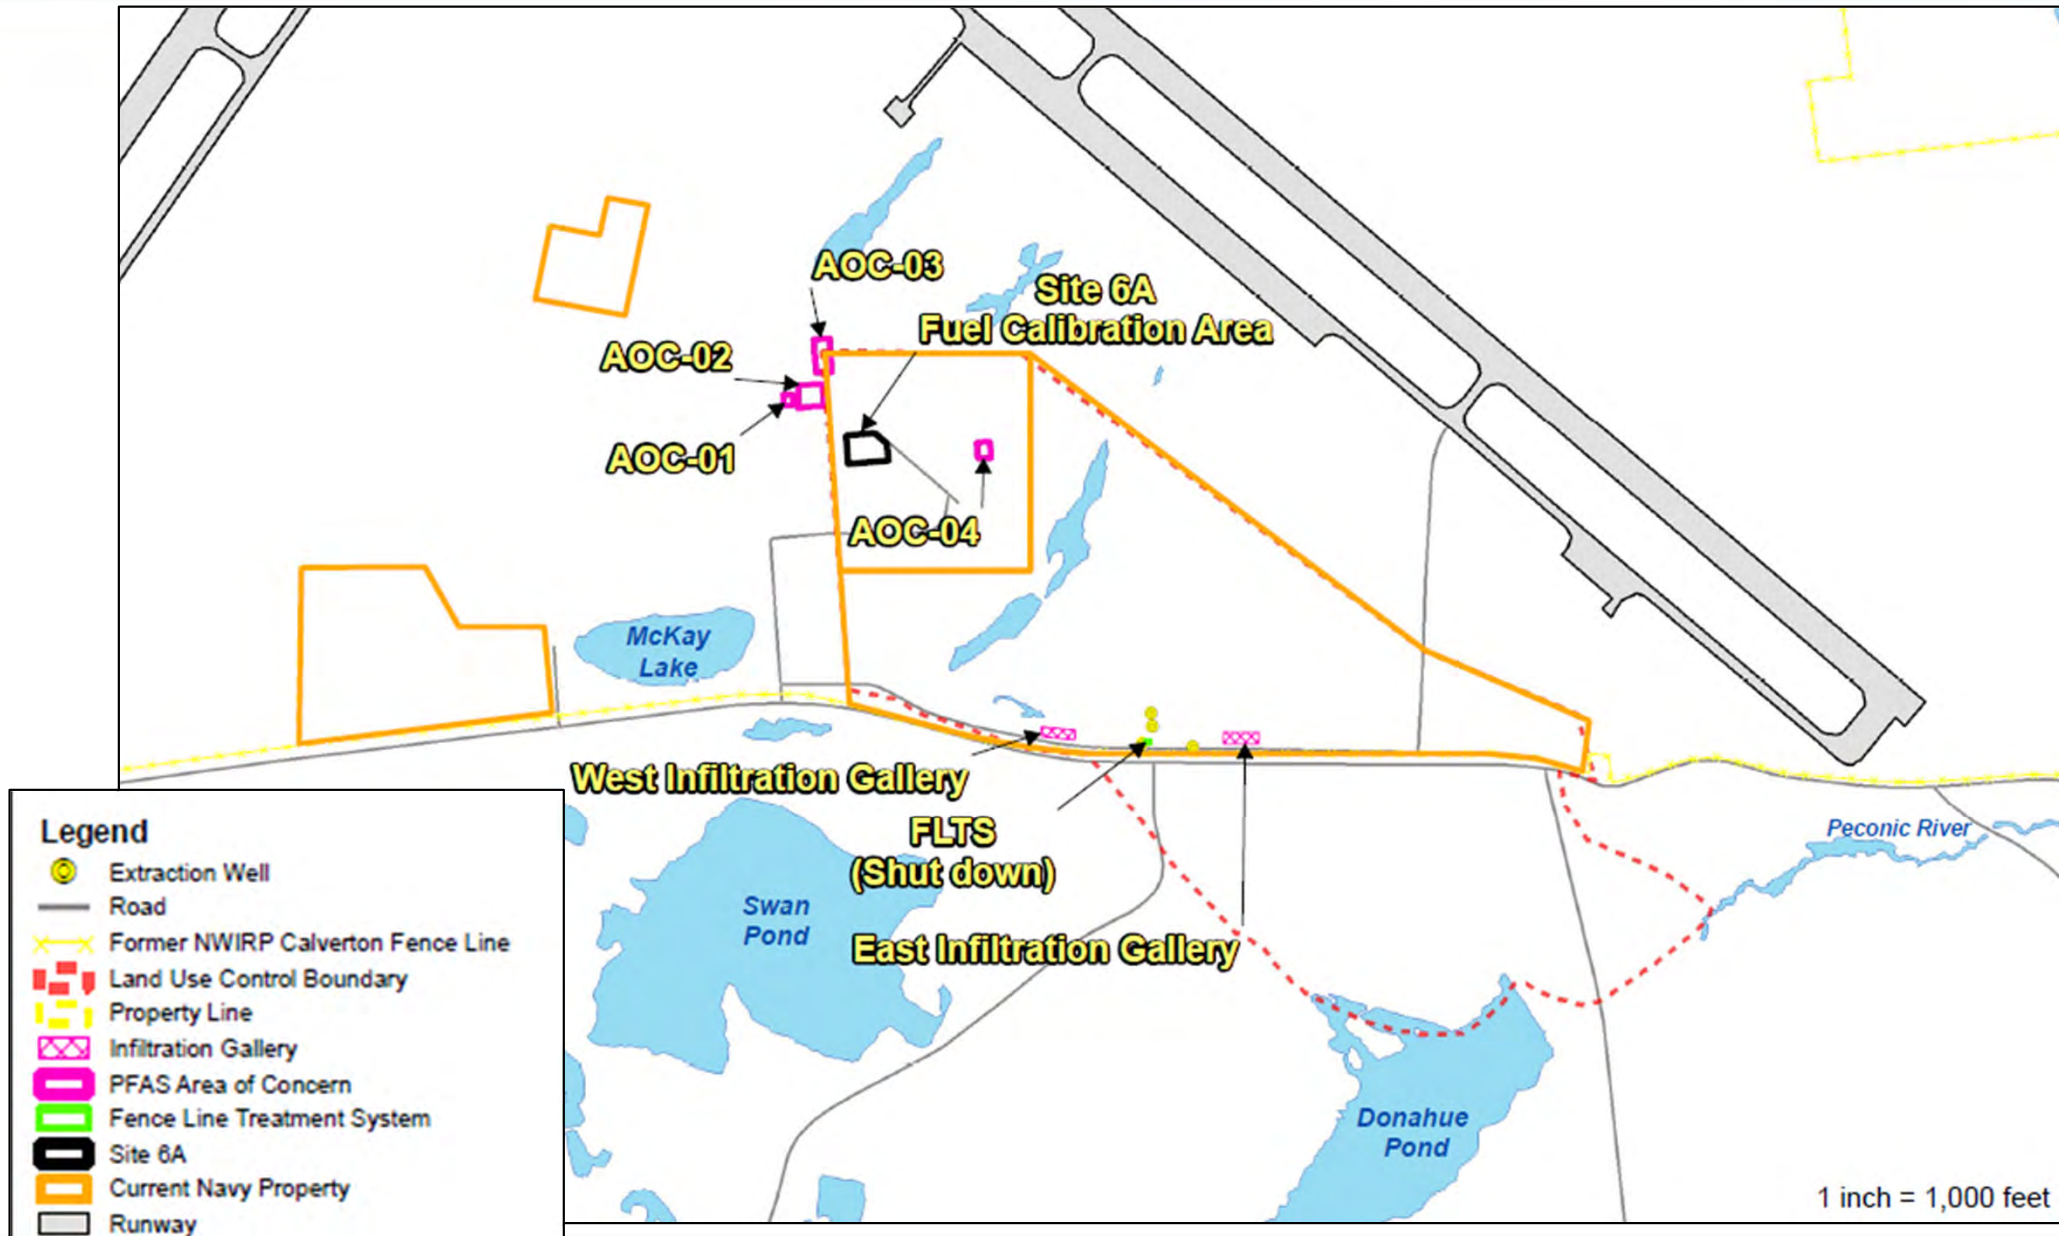 AOC-03
Site 6A
Fuel Calibration Area
AOC-02
AOC-01
AOC-04
McKay
Lake
West Infiltration Gallery
FLTS
(Shut down)
Peconic River
Swan
Pond
East Infiltration Gallery
Donahue
Pond
1 inch = 1,000 feet
Legend
Extraction Well
Road
Former NWIRP Calverton Fence Line
Land Use Control Boundary
Property Line
Infiltration Gallery
PFAS Area of Concern
Fence Line Treatment System
Site 6A
Current Navy Property
Runway